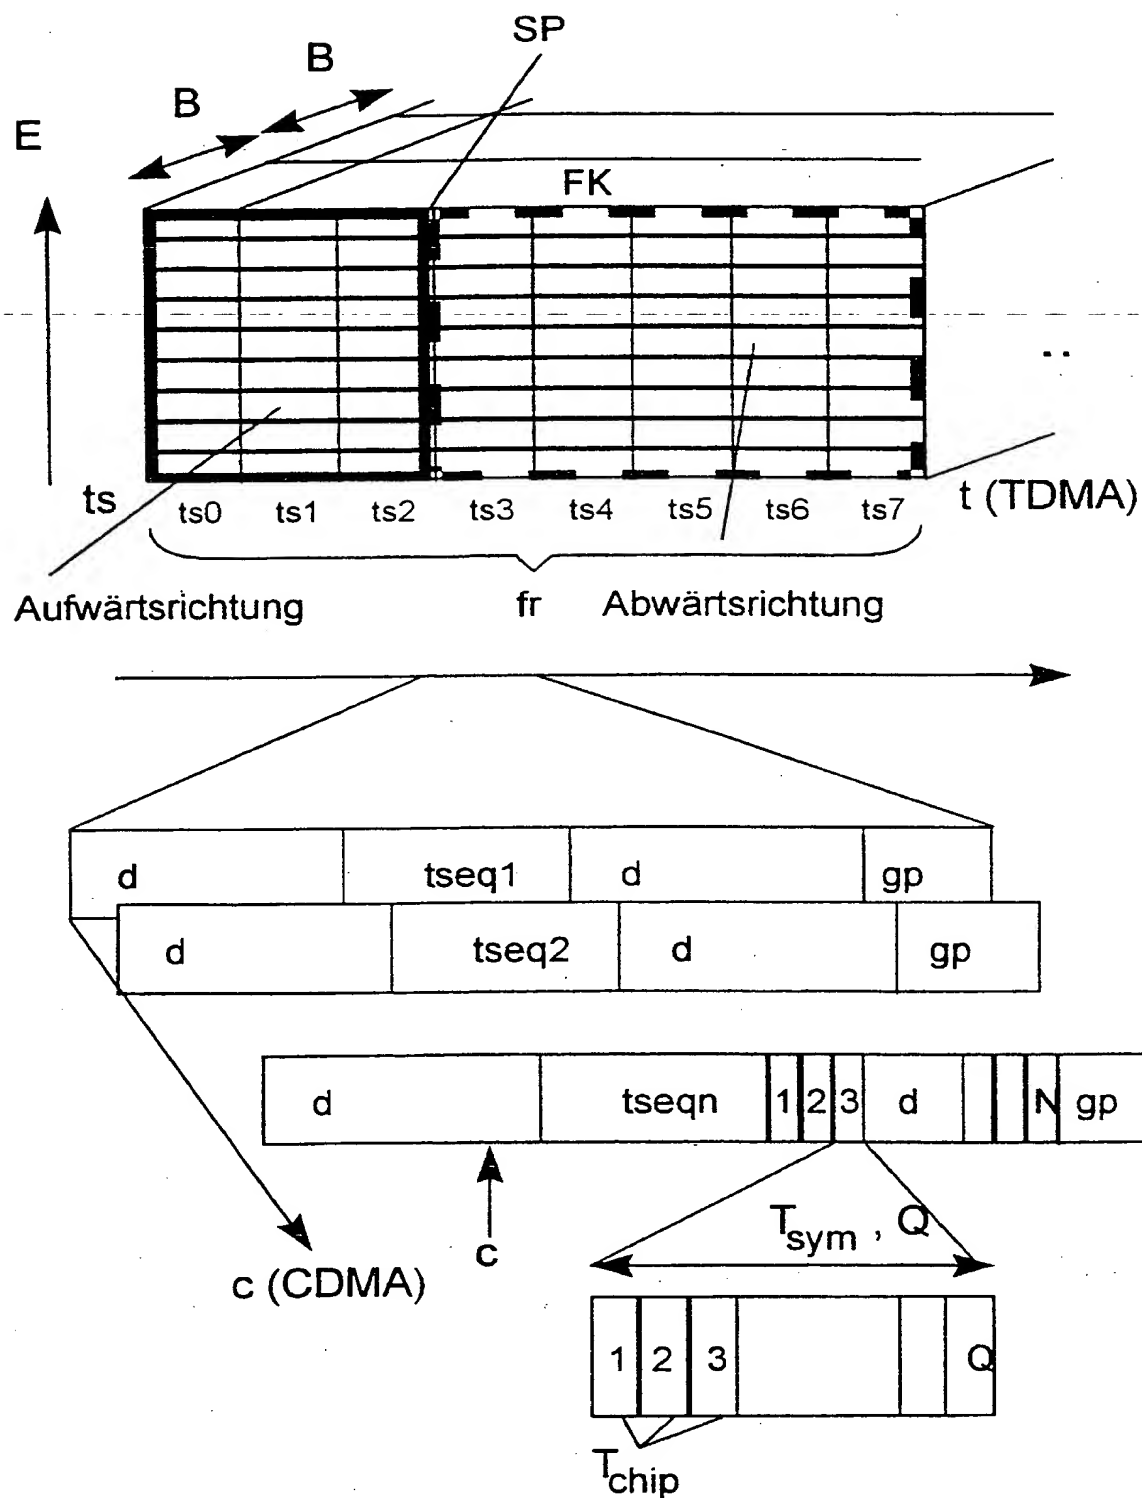 SP
B
B
E
FK
ts
ts0 ts1 ts2 ts3 ts4 ts5 ts6 ts7
t (TDMA)
Aufwärtsrichtung fr Abwärtsrichtung
d tseq1 d gp
d tseq2 d gp
d tseqn 1 2 3 d N gp
c
c (CDMA)
Tsym , Q
1 2 3 Q
Tchip